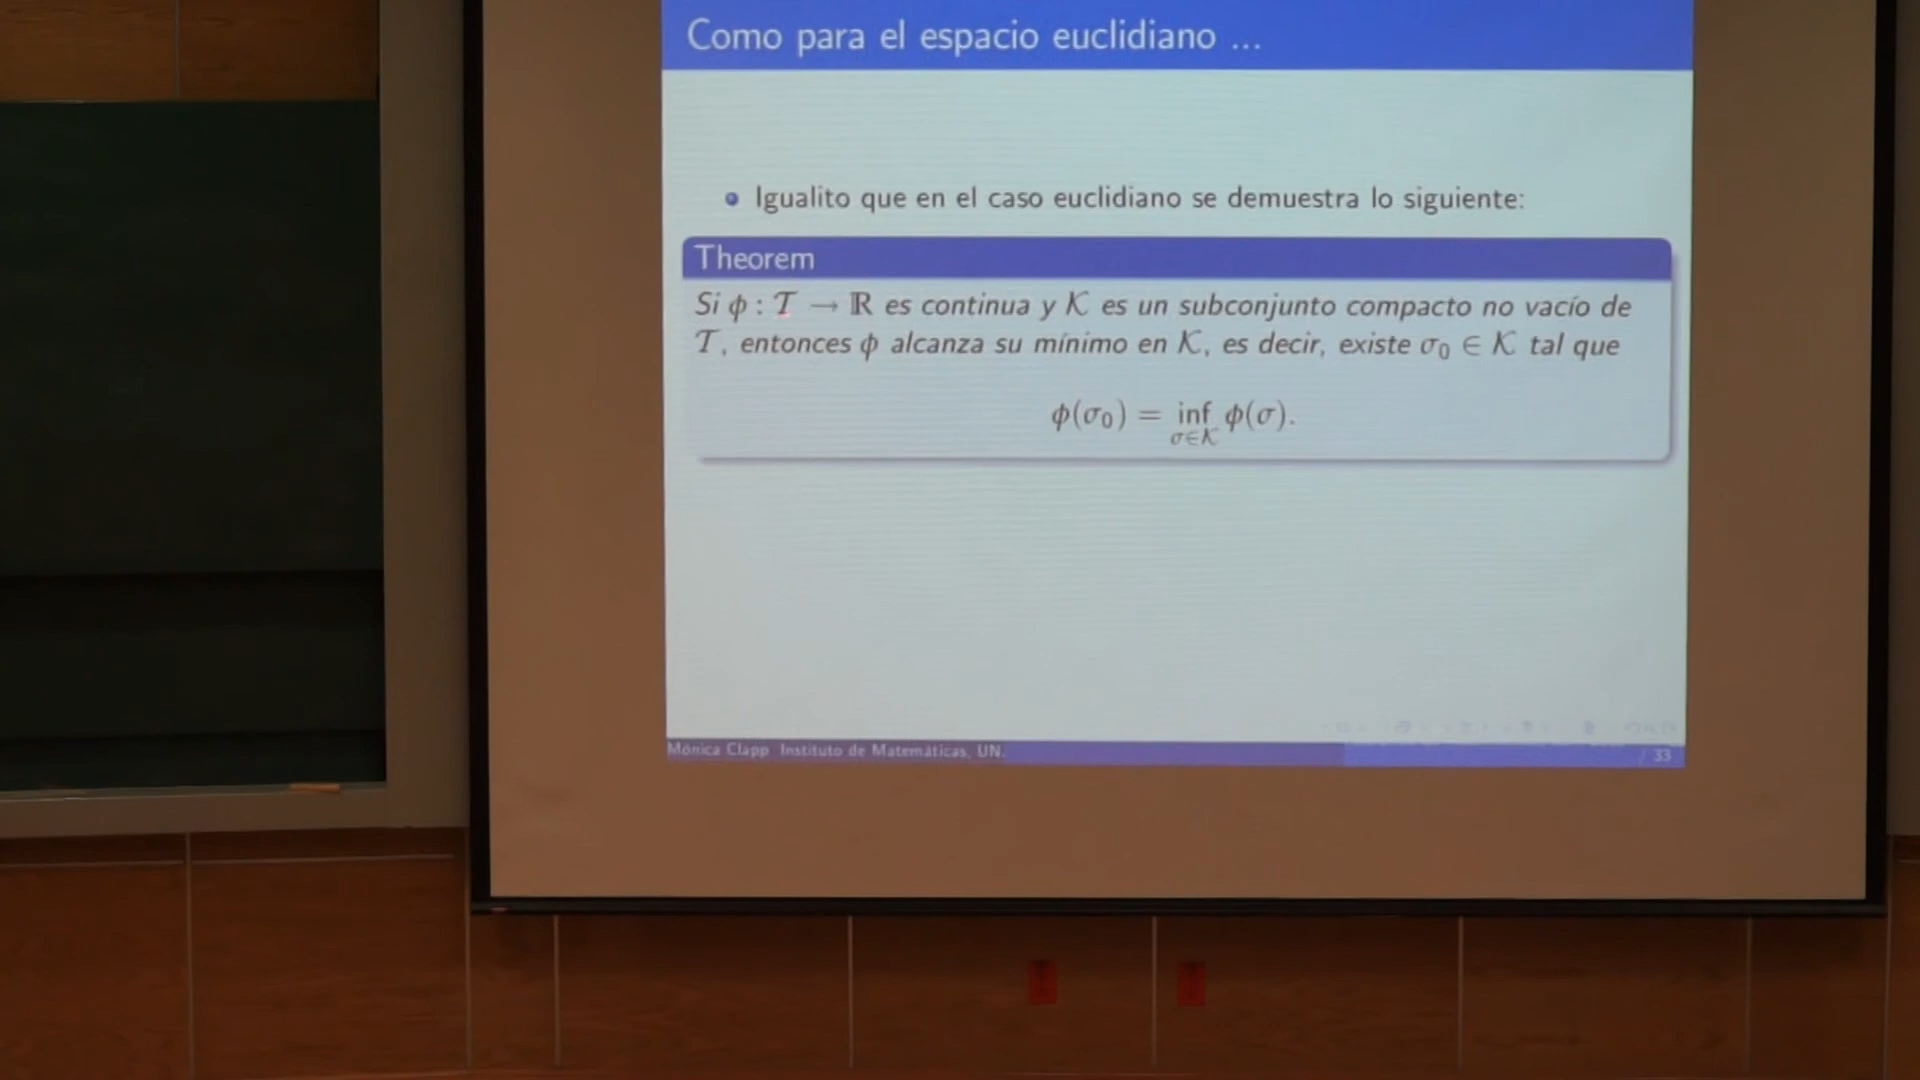 Como para el espacio euclidiano ...
Igualito que en el caso euclidiano se demuestra lo siguiente:
Theorem
Si ϕ : 𝒯 → ℝ es continua y 𝒦 es un subconjunto compacto no vacío de
𝒯, entonces ϕ alcanza su mínimo en 𝒦, es decir, existe σ₀ ∈ 𝒦 tal que
ϕ(σ₀) = inf ϕ(σ).
σ∈𝒦
Mónica Clapp Instituto de Matemáticas, UN.
/ 33